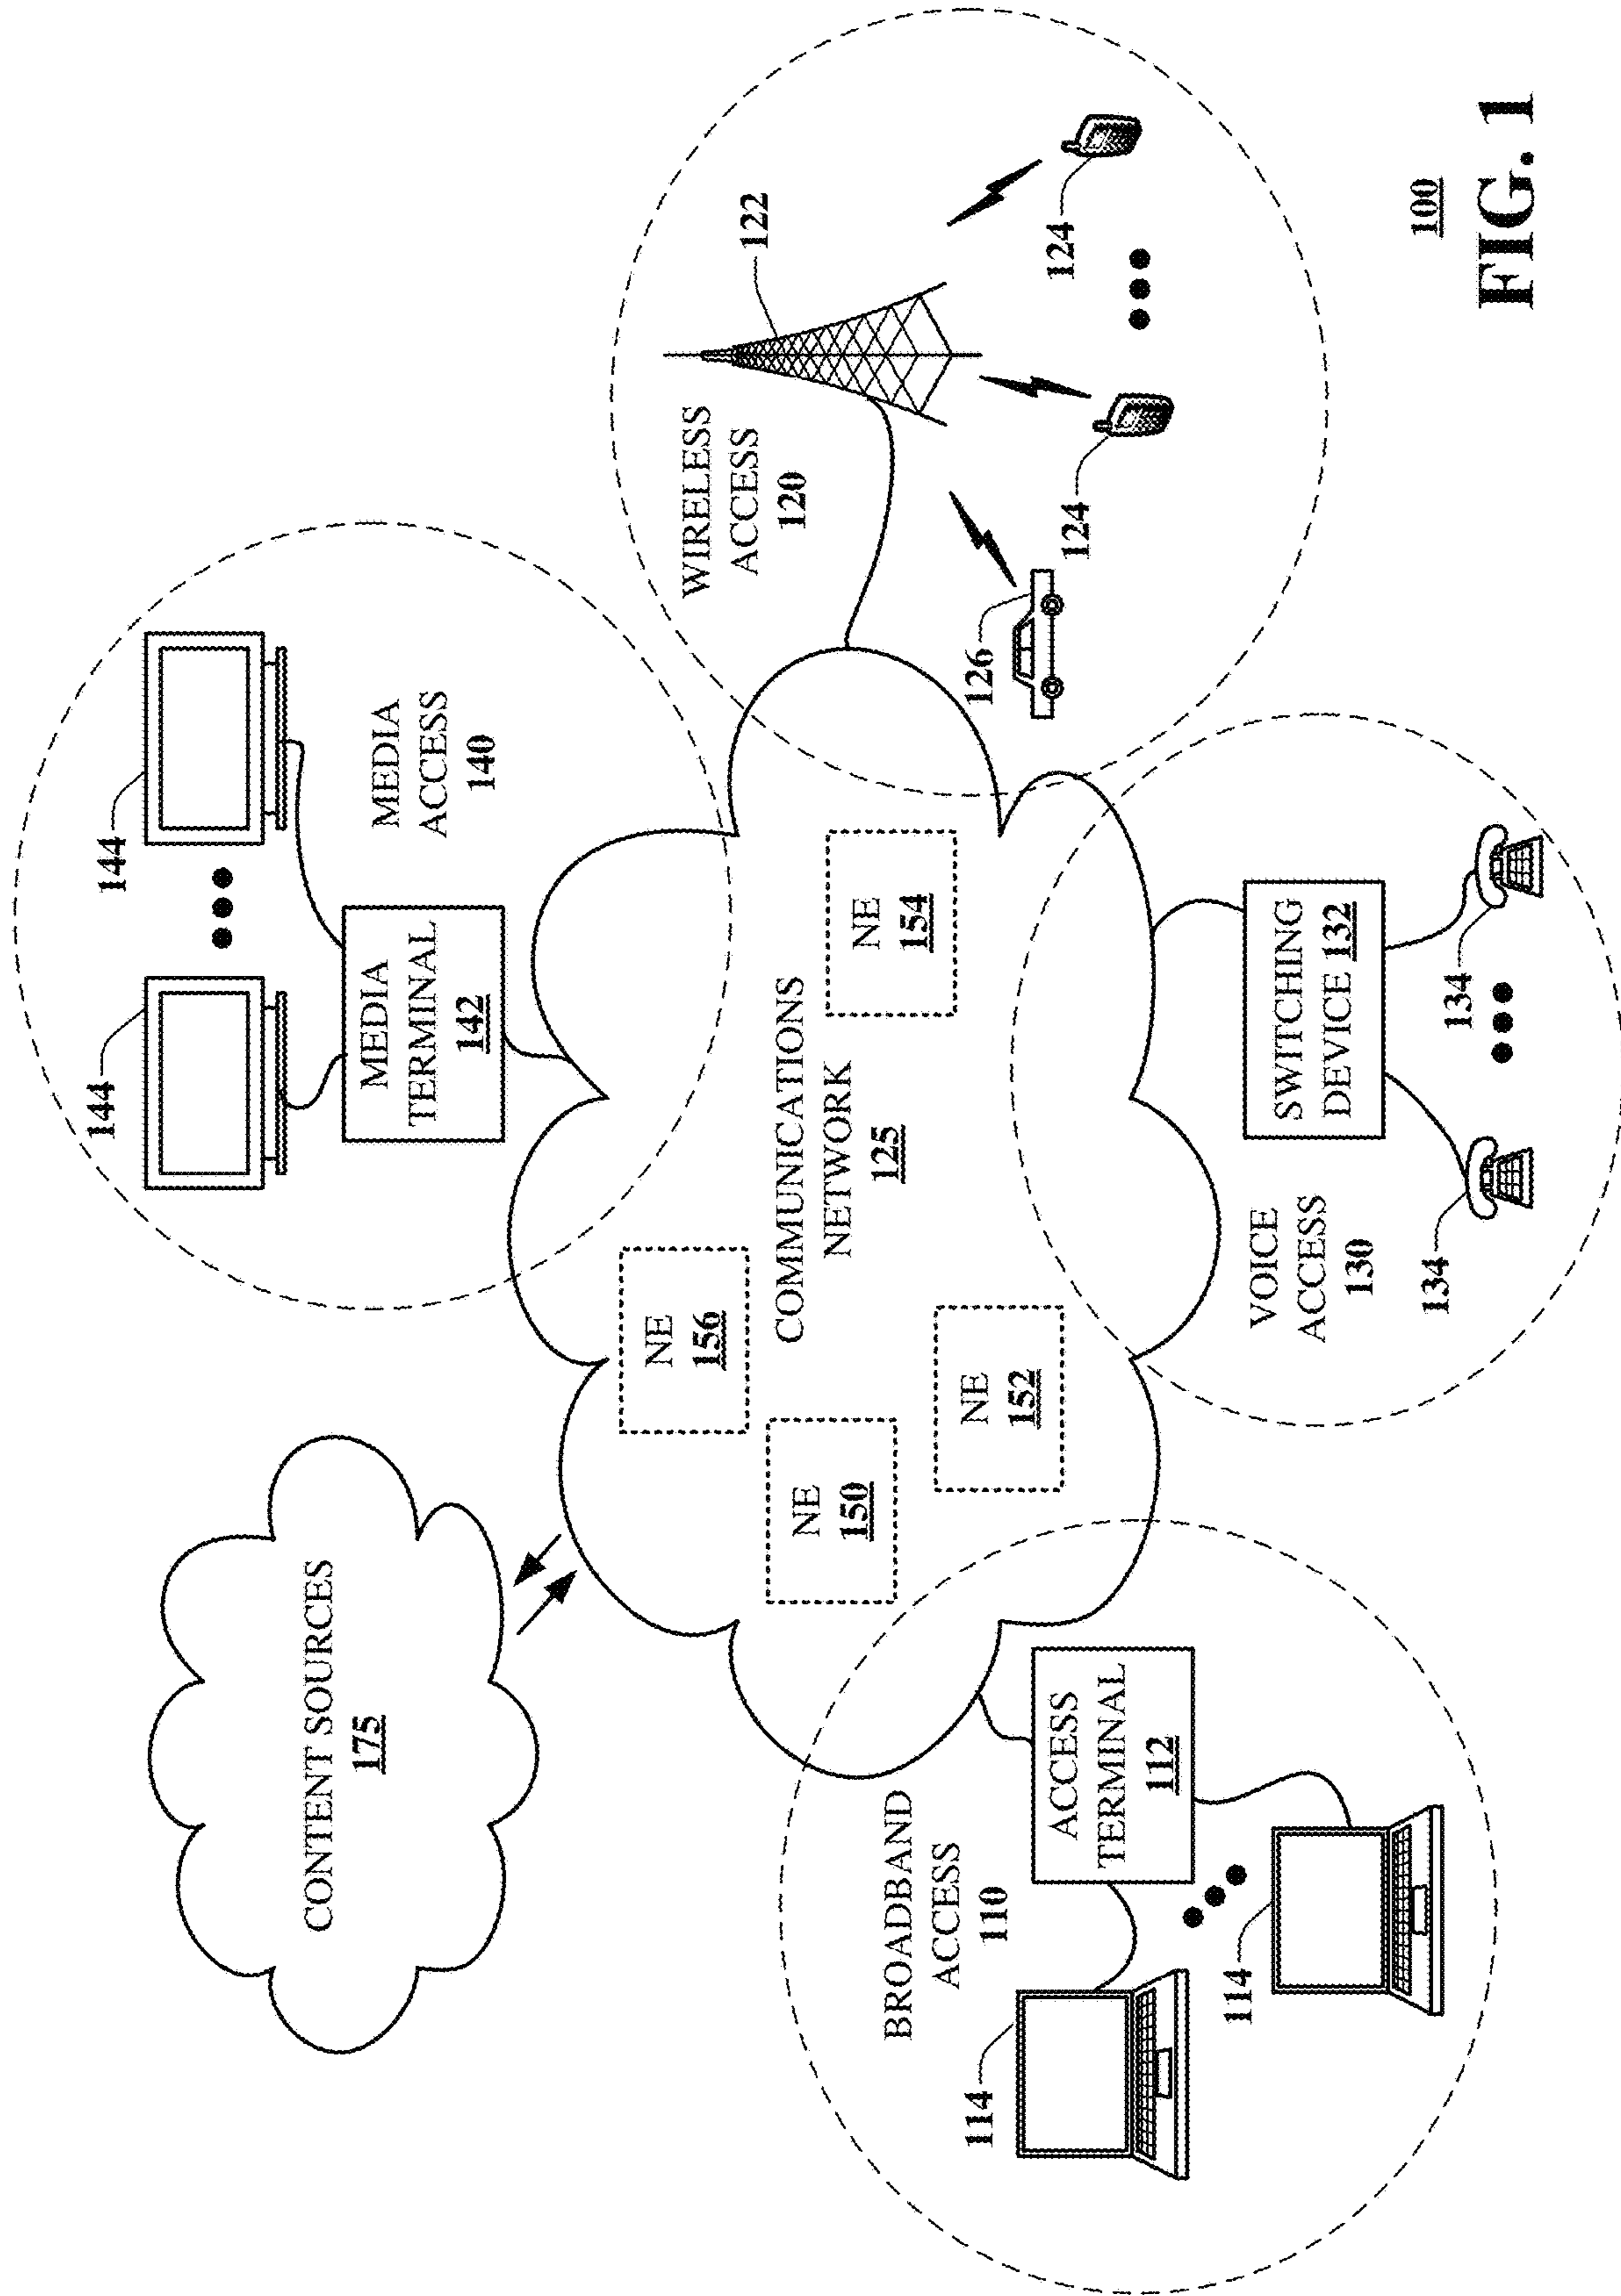 CONTENT SOURCES
175
144
144
MEDIA
TERMINAL
142
MEDIA
ACCESS
140
WIRELESS
ACCESS
120
122
124
124
126
NE
156
NE
150
NE
152
NE
154
COMMUNICATIONS
NETWORK
125
BROADBAND
ACCESS
110
ACCESS
TERMINAL
112
114
114
VOICE
ACCESS
130
SWITCHING
DEVICE 132
134
134
100
FIG. 1